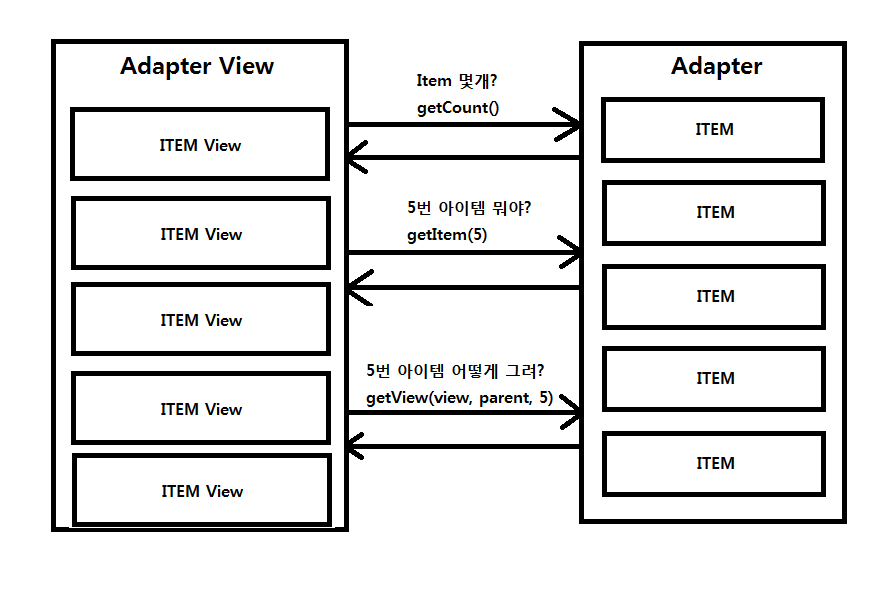 Adapter View
ITEM View
ITEM View
ITEM View
ITEM View
ITEM View
Item 몇개?
getCount()
5번 아이템 뭐야?
getItem(5)
5번 아이템 어떻게 그려?
getView(view, parent, 5)
Adapter
ITEM
ITEM
ITEM
ITEM
ITEM